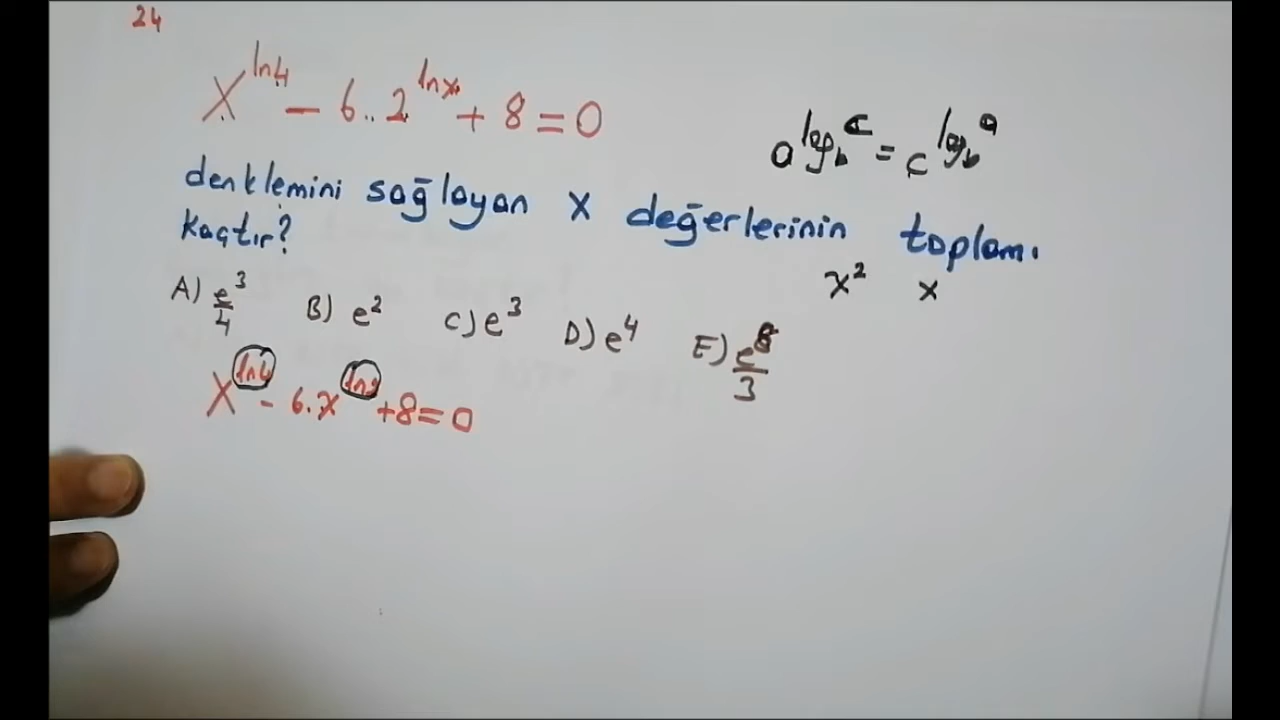 24
x^ln4 - 6..2^lnx + 8 = 0
a^log_b c = c^log_b a
denklemini sağlayan x değerlerinin toplamı
kaçtır?
x² x
A) e³/4 B) e² C) e³ D) e⁴ E) e⁶/3
x^ln4 - 6.x^ln2 + 8 = 0